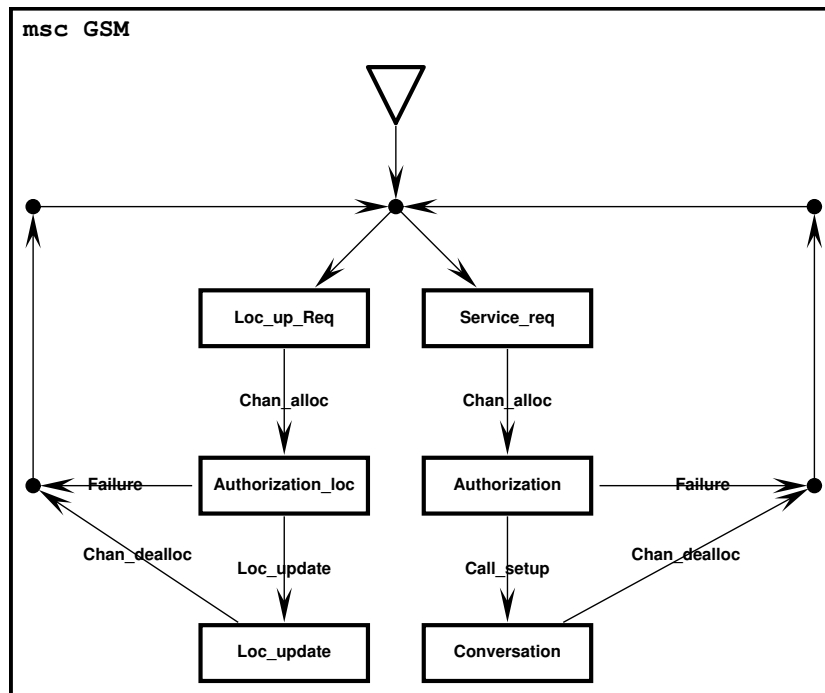 msc GSM
Loc_up_Req
Service_req
Chan_alloc
Chan_alloc
Failure
Authorization_loc
Authorization
Failure
Chan_dealloc
Loc_update
Call_setup
Chan_dealloc
Loc_update
Conversation